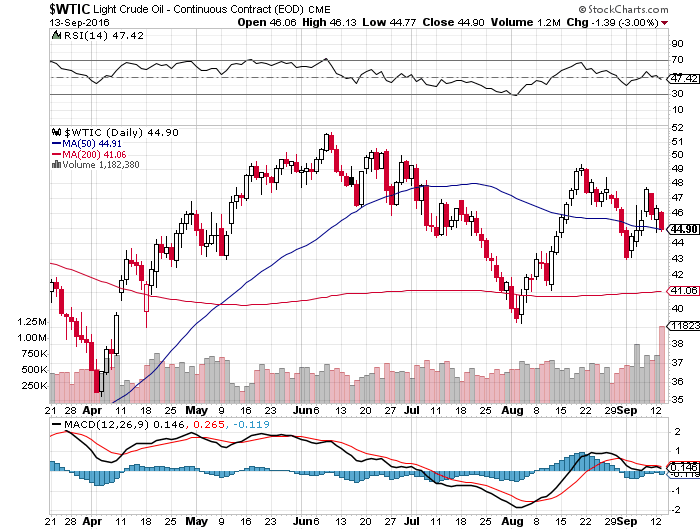 $WTIC Light Crude Oil - Continuous Contract (EOD) CME © StockCharts.com
13-Sep-2016 Open 46.06 High 46.13 Low 44.77 Close 44.90 Volume 1.2M Chg -1.39 (-3.00%)
RSI(14) 47.42
90
70
47.42
30
10
$WTIC (Daily) 44.90
MA(50) 44.91
MA(200) 41.06
Volume 1,182,380
52
51
50
49
48
47
46
44.90
44
43
42
41.06
40
39
11823
38
37
36
35
1.25M
1.00M
750K
500K
250K
21 28 Apr 11 18 25 May 9 16 23 Jun 6 13 20 27 Jul 11 18 25 Aug 8 15 22 29 Sep 12
MACD(12,26,9) 0.146, 0.265, -0.119
2
1
0.146
-0.119
-1
-2
21 28 Apr 11 18 25 May 9 16 23 Jun 6 13 20 27 Jul 11 18 25 Aug 8 15 22 29 Sep 12